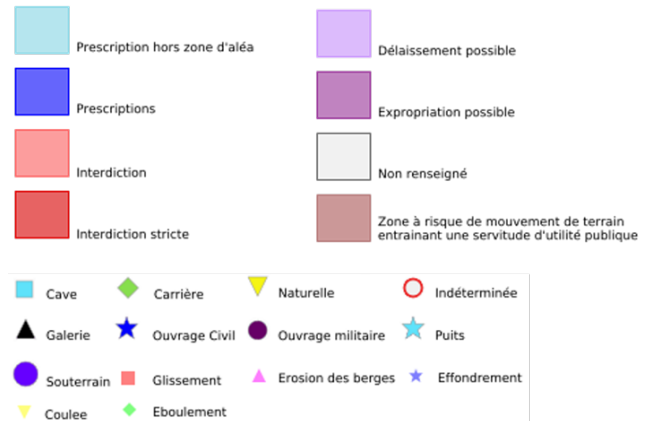 Prescription hors zone d'aléa
Délaissement possible
Prescriptions
Expropriation possible
Interdiction
Non renseigné
Interdiction stricte
Zone à risque de mouvement de terrain
entrainant une servitude d'utilité publique
Cave
Carrière
Naturelle
Indéterminée
Galerie
Ouvrage Civil
Ouvrage militaire
Puits
Souterrain
Glissement
Erosion des berges
Effondrement
Coulee
Eboulement